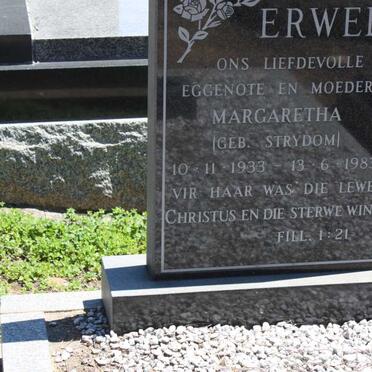 ERWE
ONS LIEFDEVOLLE
EGGENOTE EN MOEDER
MARGARETHA
(GEB. STRYDOM)
10-11-1933 - 13-6-198
VIR HAAR WAS DIE LEWE
CHRISTUS EN DIE STERWE WIN
FILL. 1:21